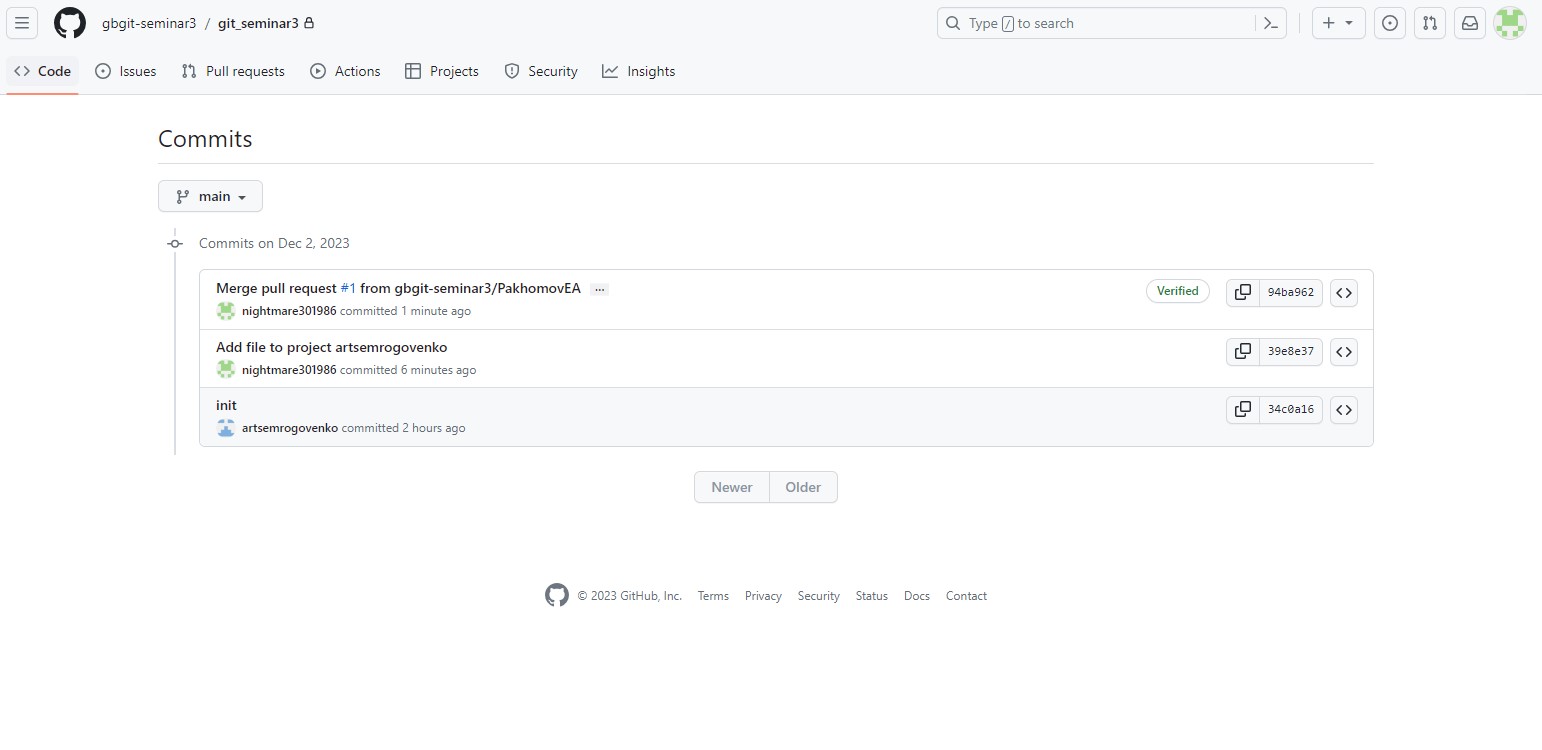 gbgit-seminar3 / git_seminar3
Type / to search
Code Issues Pull requests Actions Projects Security Insights
Commits
main
Commits on Dec 2, 2023
Merge pull request #1 from gbgit-seminar3/PakhomovEA ...
Verified 94ba962
nightmare301986 committed 1 minute ago
Add file to project artsemrogovenko
39e8e37
nightmare301986 committed 6 minutes ago
init
34c0a16
artsemrogovenko committed 2 hours ago
Newer Older
© 2023 GitHub, Inc. Terms Privacy Security Status Docs Contact